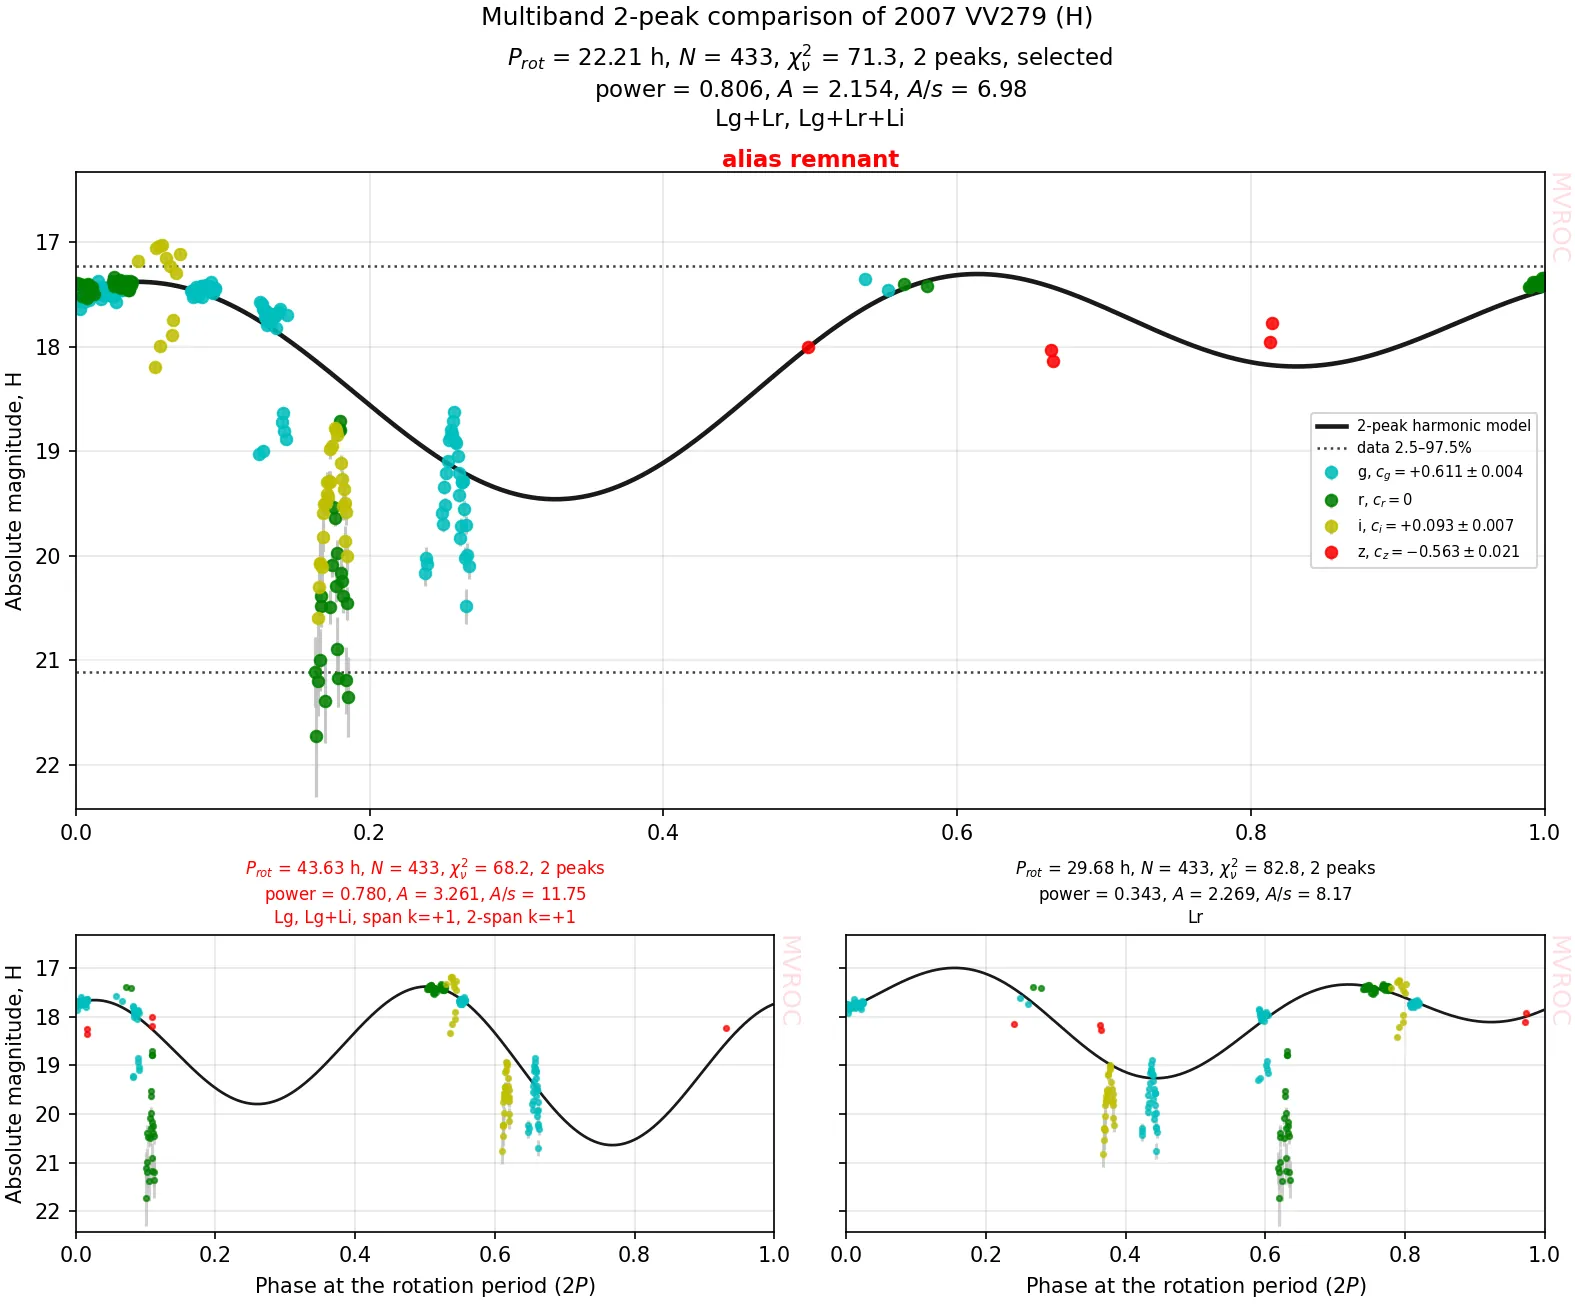 Multiband 2-peak comparison of 2007 VV279 (H)
P_rot = 22.21 h, N = 433, χ²_ν = 71.3, 2 peaks, selected
power = 0.806, A = 2.154, A/s = 6.98
Lg+Lr, Lg+Lr+Li
alias remnant
MVROC
17
18
19
20
21
22
Absolute magnitude, H
2-peak harmonic model
data 2.5–97.5%
g, c_g = +0.611 ± 0.004
r, c_r = 0
i, c_i = +0.093 ± 0.007
z, c_z = −0.563 ± 0.021
0.0 0.2 0.4 0.6 0.8 1.0
P_rot = 43.63 h, N = 433, χ²_ν = 68.2, 2 peaks
power = 0.780, A = 3.261, A/s = 11.75
Lg, Lg+Li, span k=+1, 2-span k=+1
MVROC
17
18
19
20
21
22
Absolute magnitude, H
0.0 0.2 0.4 0.6 0.8 1.0
Phase at the rotation period (2P)
P_rot = 29.68 h, N = 433, χ²_ν = 82.8, 2 peaks
power = 0.343, A = 2.269, A/s = 8.17
Lr
MVROC
0.0 0.2 0.4 0.6 0.8 1.0
Phase at the rotation period (2P)